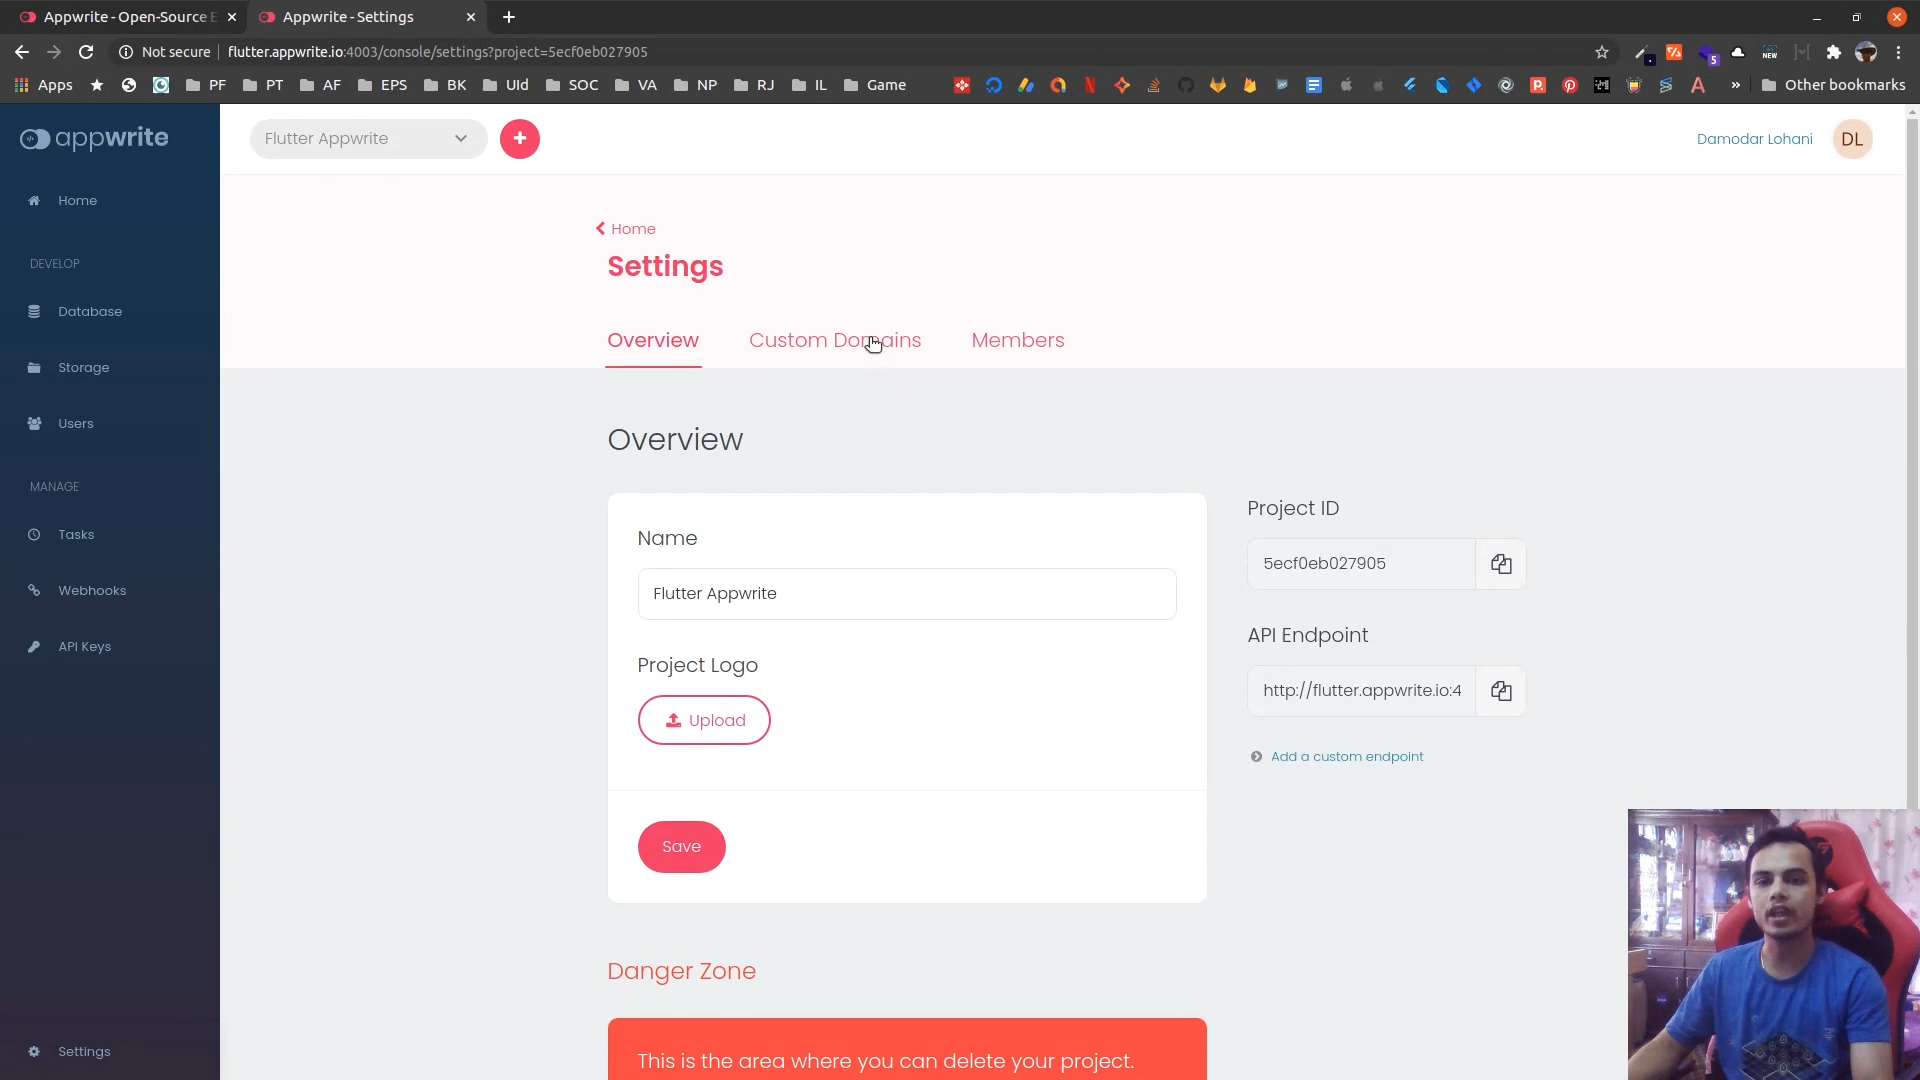 Appwrite - Open-Source E
Appwrite - Settings
Not secure
flutter.appwrite.io:4003/console/settings?project=5ecf0eb027905
5
NEW
Apps
PF
PT
AF
EPS
BK
UId
SOC
VA
NP
RJ
IL
Game
Other bookmarks
appwrite
Flutter Appwrite
Damodar Lohani
DL
Home
DEVELOP
Database
Storage
Users
MANAGE
Tasks
Webhooks
API Keys
Settings
Home
Settings
Overview
Custom Domains
Members
Overview
Name
Flutter Appwrite
Project Logo
Upload
Save
Project ID
5ecf0eb027905
API Endpoint
http://flutter.appwrite.io:4
Add a custom endpoint
Danger Zone
This is the area where you can delete your project.